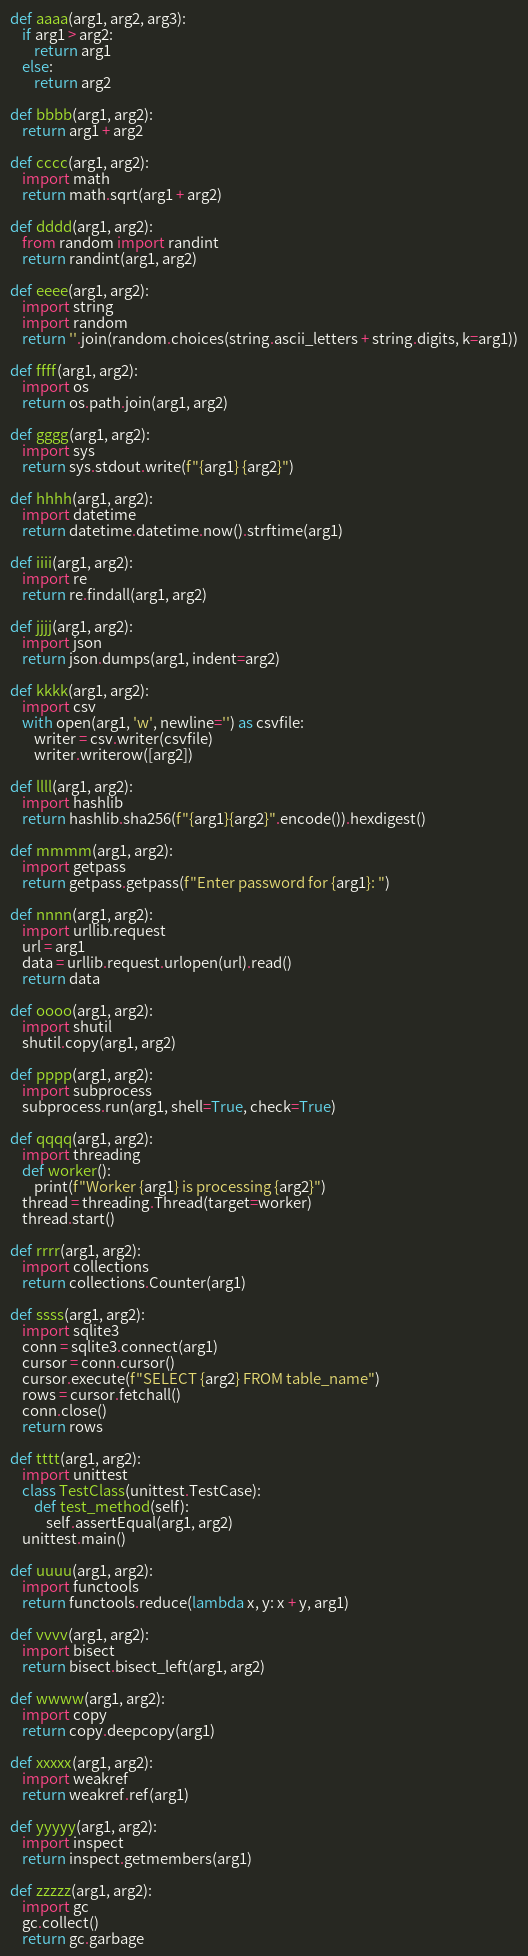 def aaaa(arg1, arg2, arg3):
    if arg1 > arg2:
        return arg1
    else:
        return arg2

def bbbb(arg1, arg2):
    return arg1 + arg2

def cccc(arg1, arg2):
    import math
    return math.sqrt(arg1 + arg2)

def dddd(arg1, arg2):
    from random import randint
    return randint(arg1, arg2)

def eeee(arg1, arg2):
    import string
    import random
    return ''.join(random.choices(string.ascii_letters + string.digits, k=arg1))

def ffff(arg1, arg2):
    import os
    return os.path.join(arg1, arg2)

def gggg(arg1, arg2):
    import sys
    return sys.stdout.write(f"{arg1} {arg2}")

def hhhh(arg1, arg2):
    import datetime
    return datetime.datetime.now().strftime(arg1)

def iiii(arg1, arg2):
    import re
    return re.findall(arg1, arg2)

def jjjj(arg1, arg2):
    import json
    return json.dumps(arg1, indent=arg2)

def kkkk(arg1, arg2):
    import csv
    with open(arg1, 'w', newline='') as csvfile:
        writer = csv.writer(csvfile)
        writer.writerow([arg2])

def llll(arg1, arg2):
    import hashlib
    return hashlib.sha256(f"{arg1}{arg2}".encode()).hexdigest()

def mmmm(arg1, arg2):
    import getpass
    return getpass.getpass(f"Enter password for {arg1}: ")

def nnnn(arg1, arg2):
    import urllib.request
    url = arg1
    data = urllib.request.urlopen(url).read()
    return data

def oooo(arg1, arg2):
    import shutil
    shutil.copy(arg1, arg2)

def pppp(arg1, arg2):
    import subprocess
    subprocess.run(arg1, shell=True, check=True)

def qqqq(arg1, arg2):
    import threading
    def worker():
        print(f"Worker {arg1} is processing {arg2}")
    thread = threading.Thread(target=worker)
    thread.start()

def rrrr(arg1, arg2):
    import collections
    return collections.Counter(arg1)

def ssss(arg1, arg2):
    import sqlite3
    conn = sqlite3.connect(arg1)
    cursor = conn.cursor()
    cursor.execute(f"SELECT {arg2} FROM table_name")
    rows = cursor.fetchall()
    conn.close()
    return rows

def tttt(arg1, arg2):
    import unittest
    class TestClass(unittest.TestCase):
        def test_method(self):
            self.assertEqual(arg1, arg2)
    unittest.main()

def uuuu(arg1, arg2):
    import functools
    return functools.reduce(lambda x, y: x + y, arg1)

def vvvv(arg1, arg2):
    import bisect
    return bisect.bisect_left(arg1, arg2)

def wwww(arg1, arg2):
    import copy
    return copy.deepcopy(arg1)

def xxxxx(arg1, arg2):
    import weakref
    return weakref.ref(arg1)

def yyyyy(arg1, arg2):
    import inspect
    return inspect.getmembers(arg1)

def zzzzz(arg1, arg2):
    import gc
    gc.collect()
    return gc.garbage